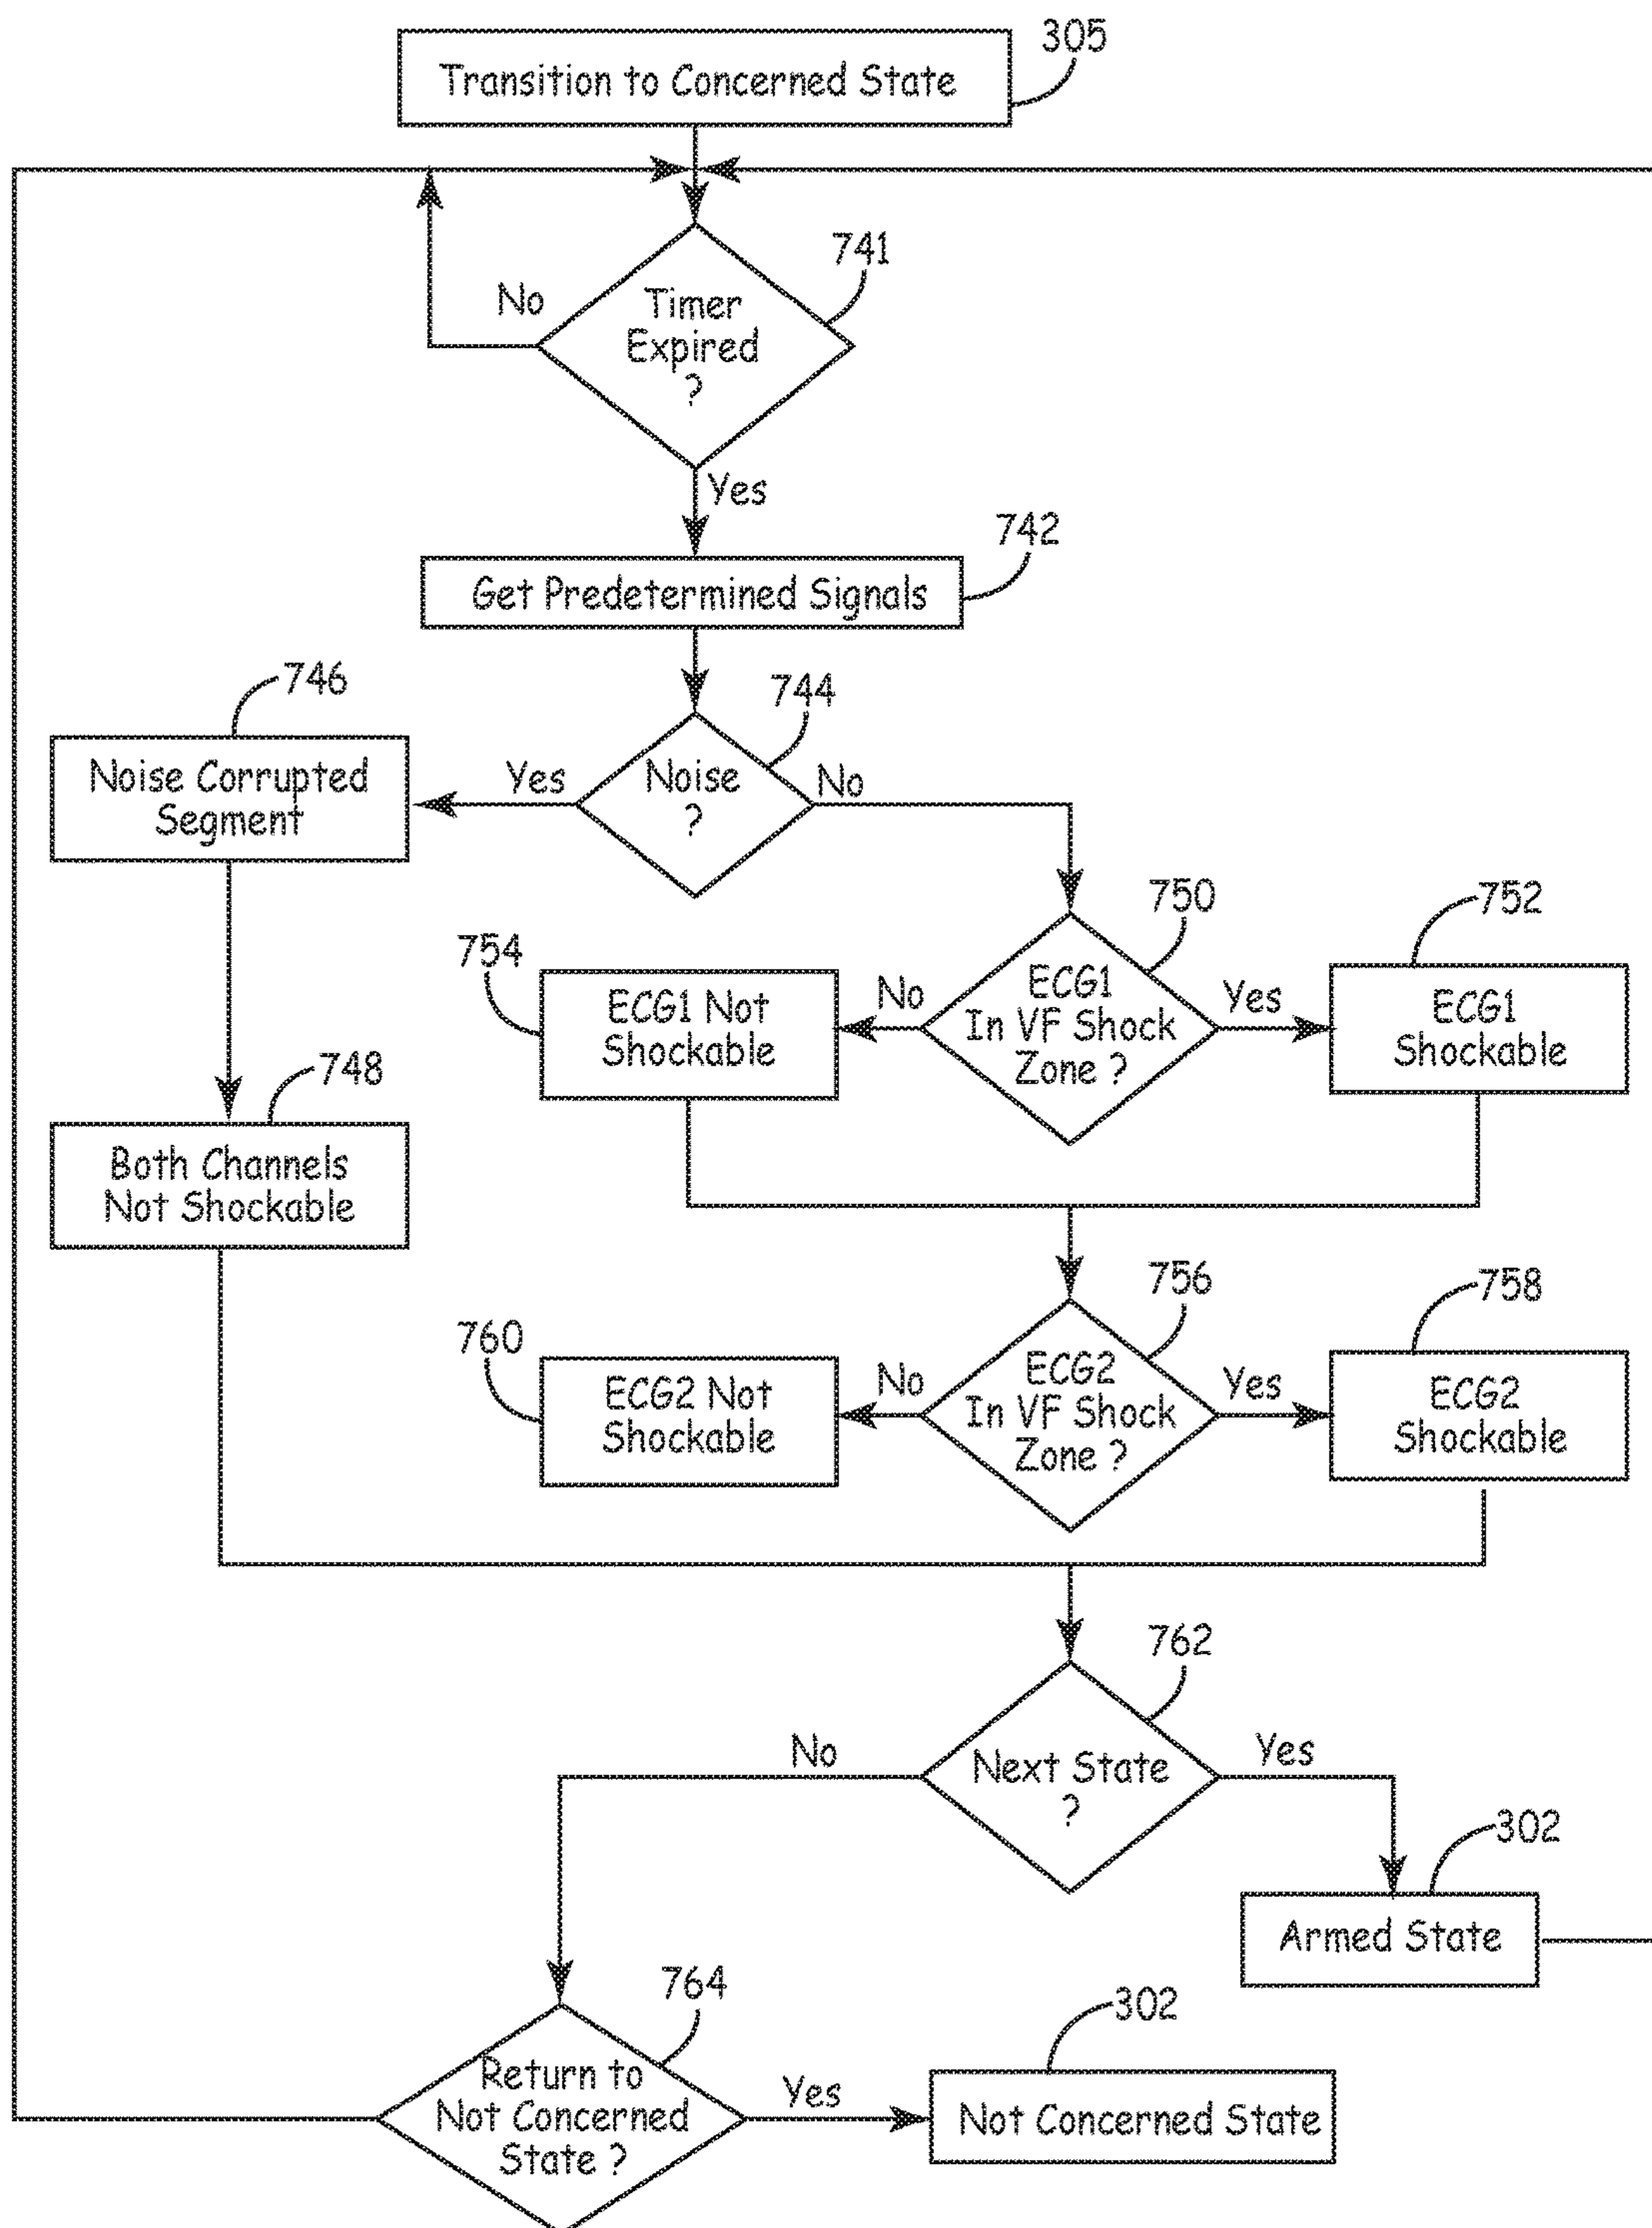 305
Transition to Concerned State
741
No
Timer
Expired
?
Yes
742
Get Predetermined Signals
746
744
Noise Corrupted
Segment
Yes
Noise
?
No
750
752
754
ECG1 Not
Shockable
No
ECG1
In VF Shock
Zone ?
Yes
ECG1
Shockable
748
Both Channels
Not Shockable
756
758
760
ECG2 Not
Shockable
No
ECG2
In VF Shock
Zone ?
Yes
ECG2
Shockable
762
No
Next State
?
Yes
302
Armed State
764
302
Return to
Not Concerned
State ?
Yes
Not Concerned State